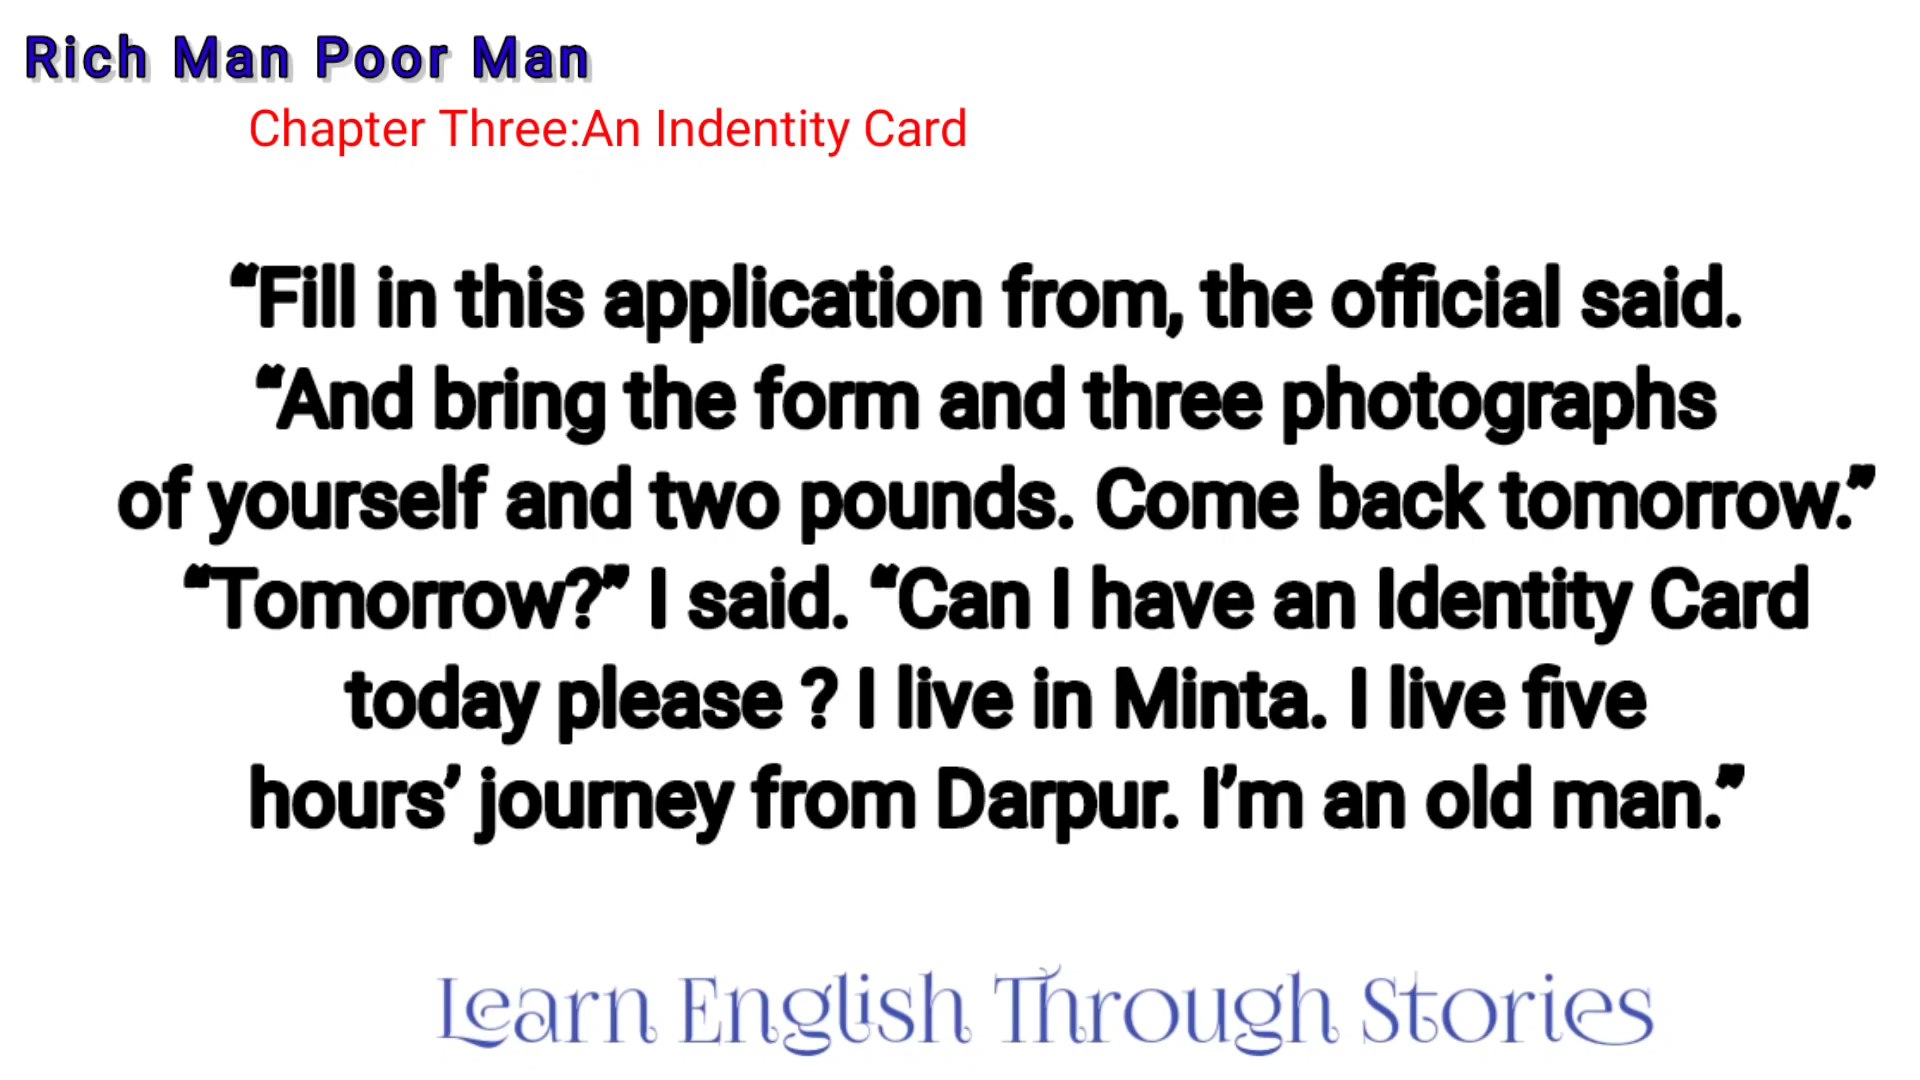 Rich Man Poor Man
Chapter Three:An Indentity Card
“Fill in this application from, the official said.
“And bring the form and three photographs
of yourself and two pounds. Come back tomorrow.”
“Tomorrow?” I said. “Can I have an Identity Card
today please ? I live in Minta. I live five
hours’ journey from Darpur. I’m an old man.”
Learn English Through Stories